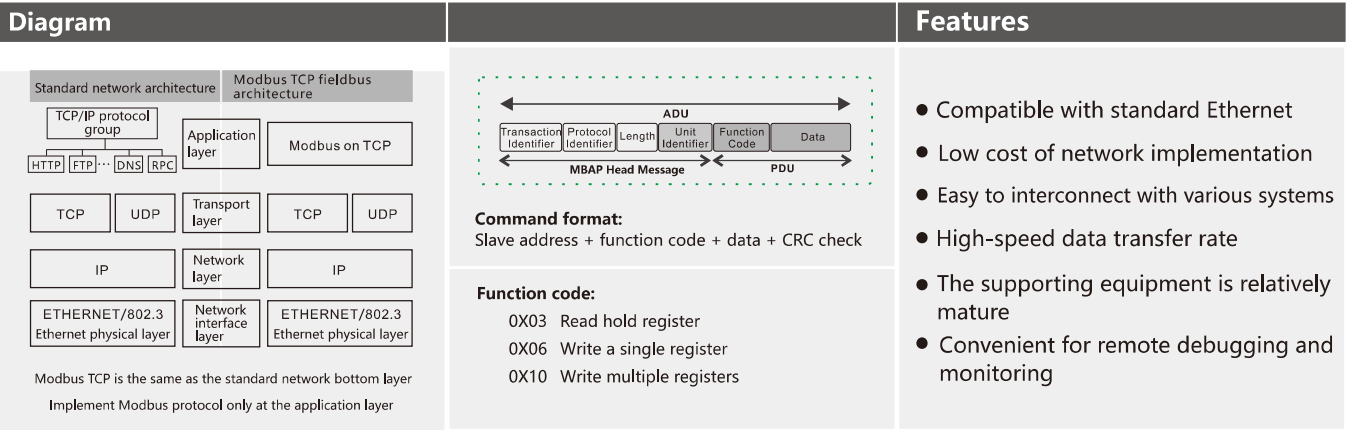 Diagram
Standard network architecture
Modbus TCP fieldbus
architecture
TCP/IP protocol
group
HTTP FTP ··· DNS RPC
Application
layer
Modbus on TCP
TCP UDP
Transport
layer
TCP UDP
IP
Network
layer
IP
ETHERNET/802.3
Ethernet physical layer
Network
interface
layer
ETHERNET/802.3
Ethernet physical layer
Modbus TCP is the same as the standard network bottom layer
Implement Modbus protocol only at the application layer
ADU
Transaction
Identifier
Protocol
Identifier
Length
Unit
Identifier
Function
Code
Data
MBAP Head Message
PDU
Command format:
Slave address + function code + data + CRC check
Function code:
0X03 Read hold register
0X06 Write a single register
0X10 Write multiple registers
Features
● Compatible with standard Ethernet
● Low cost of network implementation
● Easy to interconnect with various systems
● High-speed data transfer rate
● The supporting equipment is relatively
mature
● Convenient for remote debugging and
monitoring